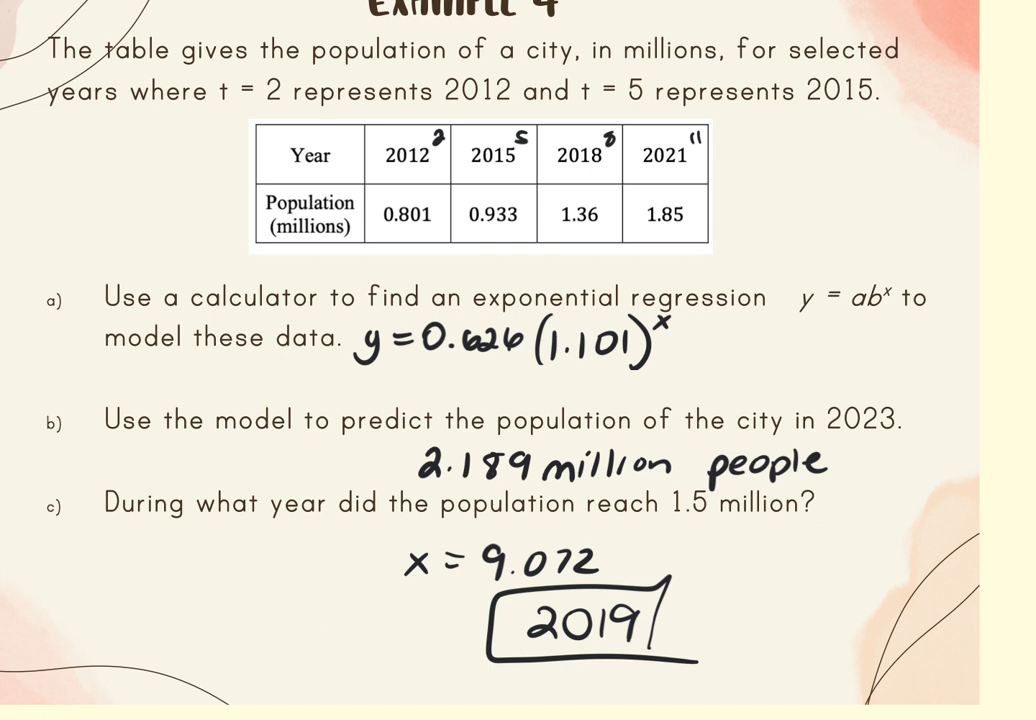 EXAMPLE 4
The table gives the population of a city, in millions, for selected
years where t = 2 represents 2012 and t = 5 represents 2015.
Year 2012 2 2015 5 2018 8 2021 11
Population (millions) 0.801 0.933 1.36 1.85
a) Use a calculator to find an exponential regression y = abˣ to
model these data. y = 0.626 (1.101)ˣ
b) Use the model to predict the population of the city in 2023.
2.189 million people
c) During what year did the population reach 1.5 million?
x = 9.072
2019